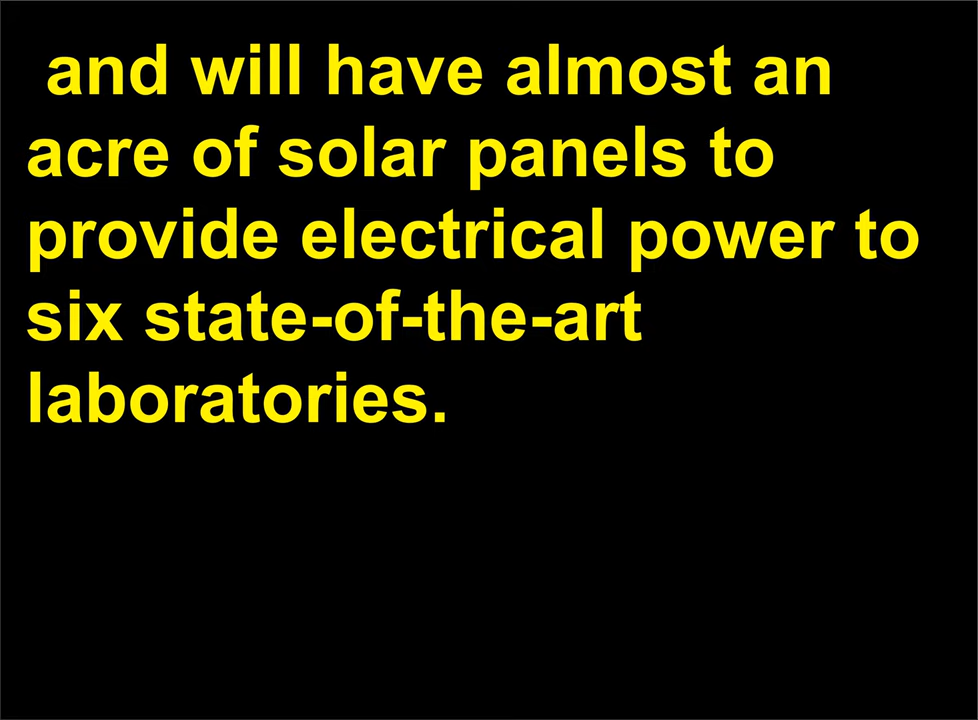 and will have almost an
acre of solar panels to
provide electrical power to
six state-of-the-art
laboratories.